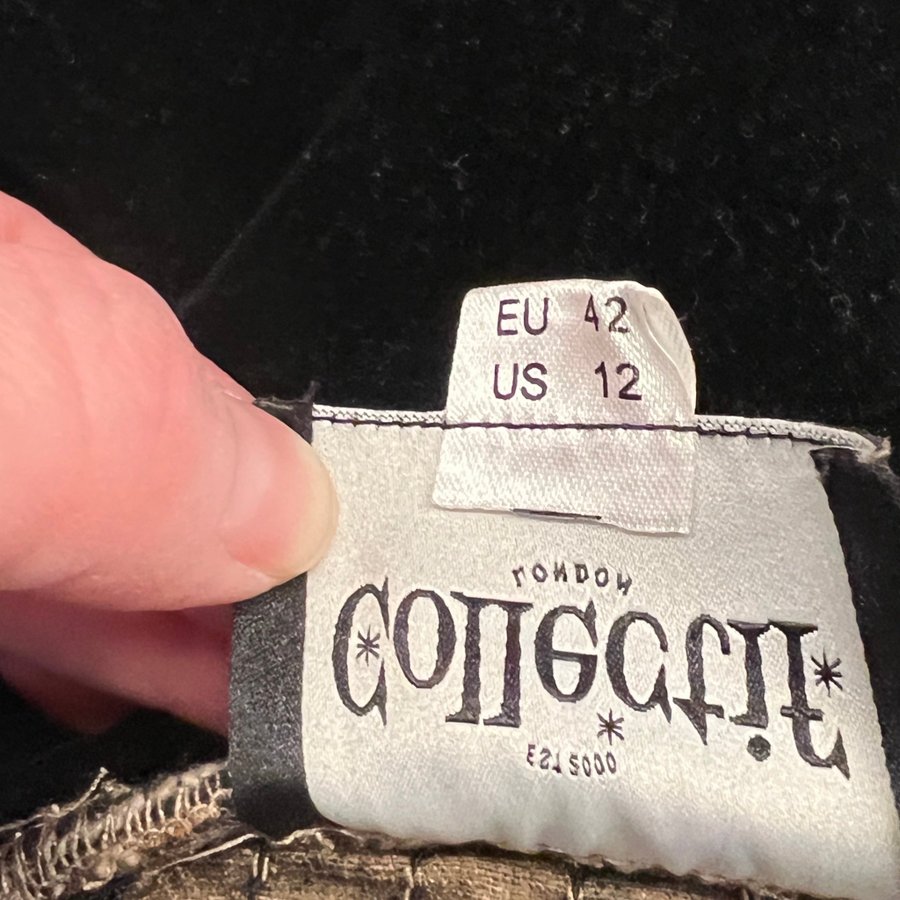 EU 42
US 12
LONDON
Collectif
EST 2000